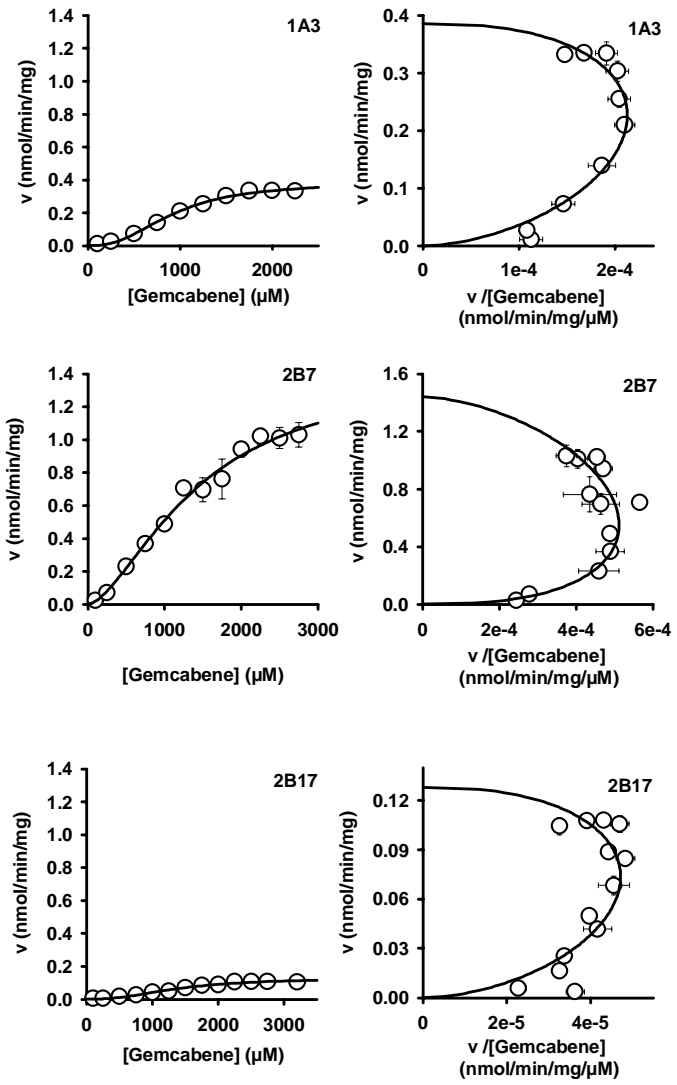 1A3
v (nmol/min/mg)
1.4
1.2
1.0
0.8
0.6
0.4
0.2
0.0
0 1000 2000
[Gemcabene] (µM)
1A3
v (nmol/min/mg)
0.4
0.3
0.2
0.1
0.0
0 1e-4 2e-4
v /[Gemcabene]
(nmol/min/mg/µM)
2B7
v (nmol/min/mg)
1.4
1.2
1.0
0.8
0.6
0.4
0.2
0.0
0 1000 2000 3000
[Gemcabene] (µM)
2B7
v (nmol/min/mg)
1.6
1.2
0.8
0.4
0.0
0 2e-4 4e-4 6e-4
v /[Gemcabene]
(nmol/min/mg/µM)
2B17
v (nmol/min/mg)
1.4
1.2
1.0
0.8
0.6
0.4
0.2
0.0
0 1000 2000 3000
[Gemcabene] (µM)
2B17
v (nmol/min/mg)
0.12
0.09
0.06
0.03
0.00
0 2e-5 4e-5
v /[Gemcabene]
(nmol/min/mg/µM)